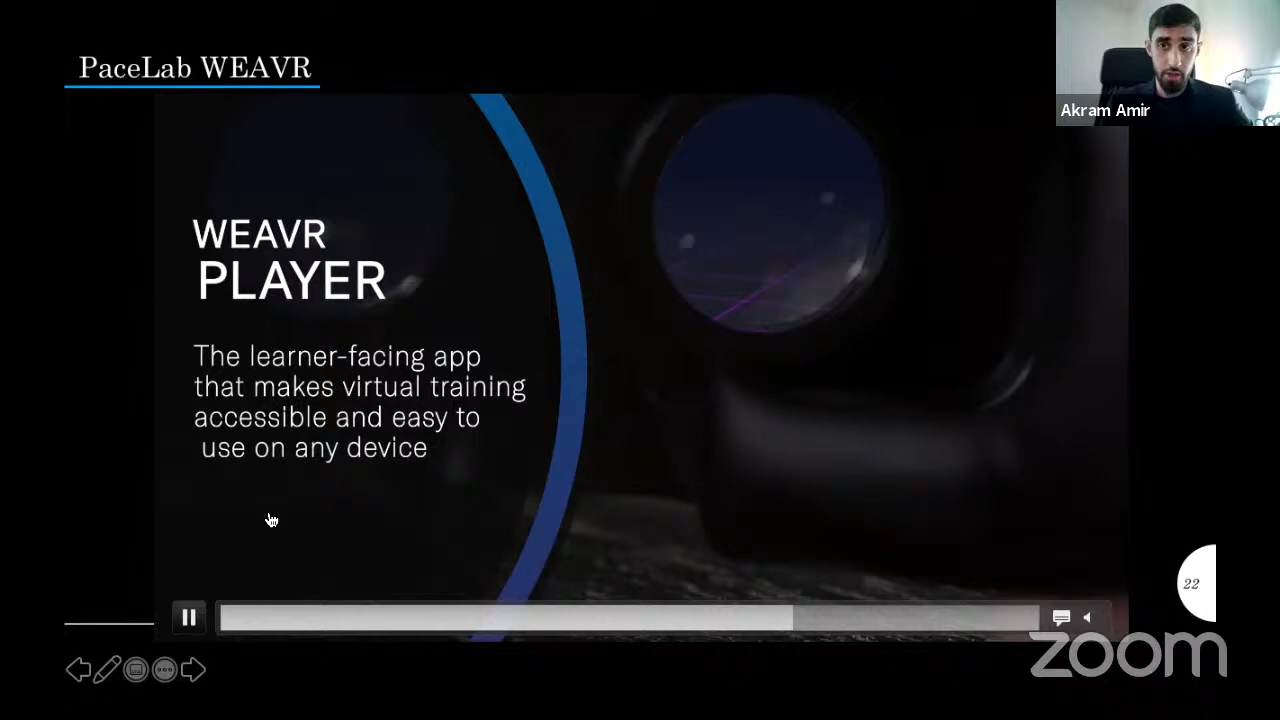 PaceLab WEAVR
Akram Amir
WEAVR
PLAYER
The learner-facing app
that makes virtual training
accessible and easy to
use on any device
22
zoom